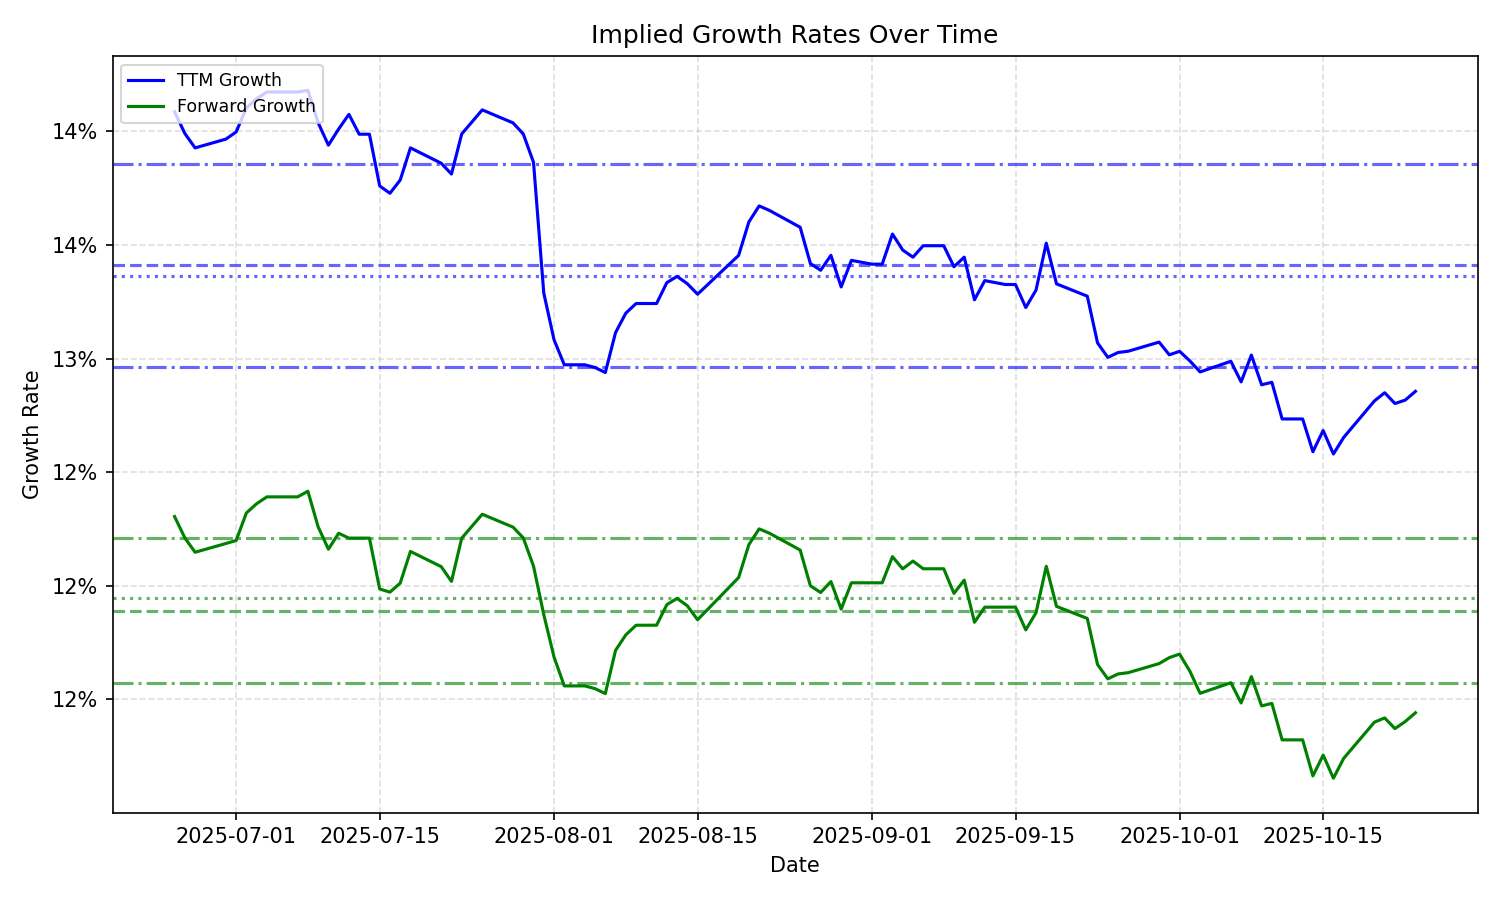 Implied Growth Rates Over Time
TTM Growth
Forward Growth
14%
14%
13%
12%
12%
12%
Growth Rate
2025-07-01
2025-07-15
2025-08-01
2025-08-15
2025-09-01
2025-09-15
2025-10-01
2025-10-15
Date